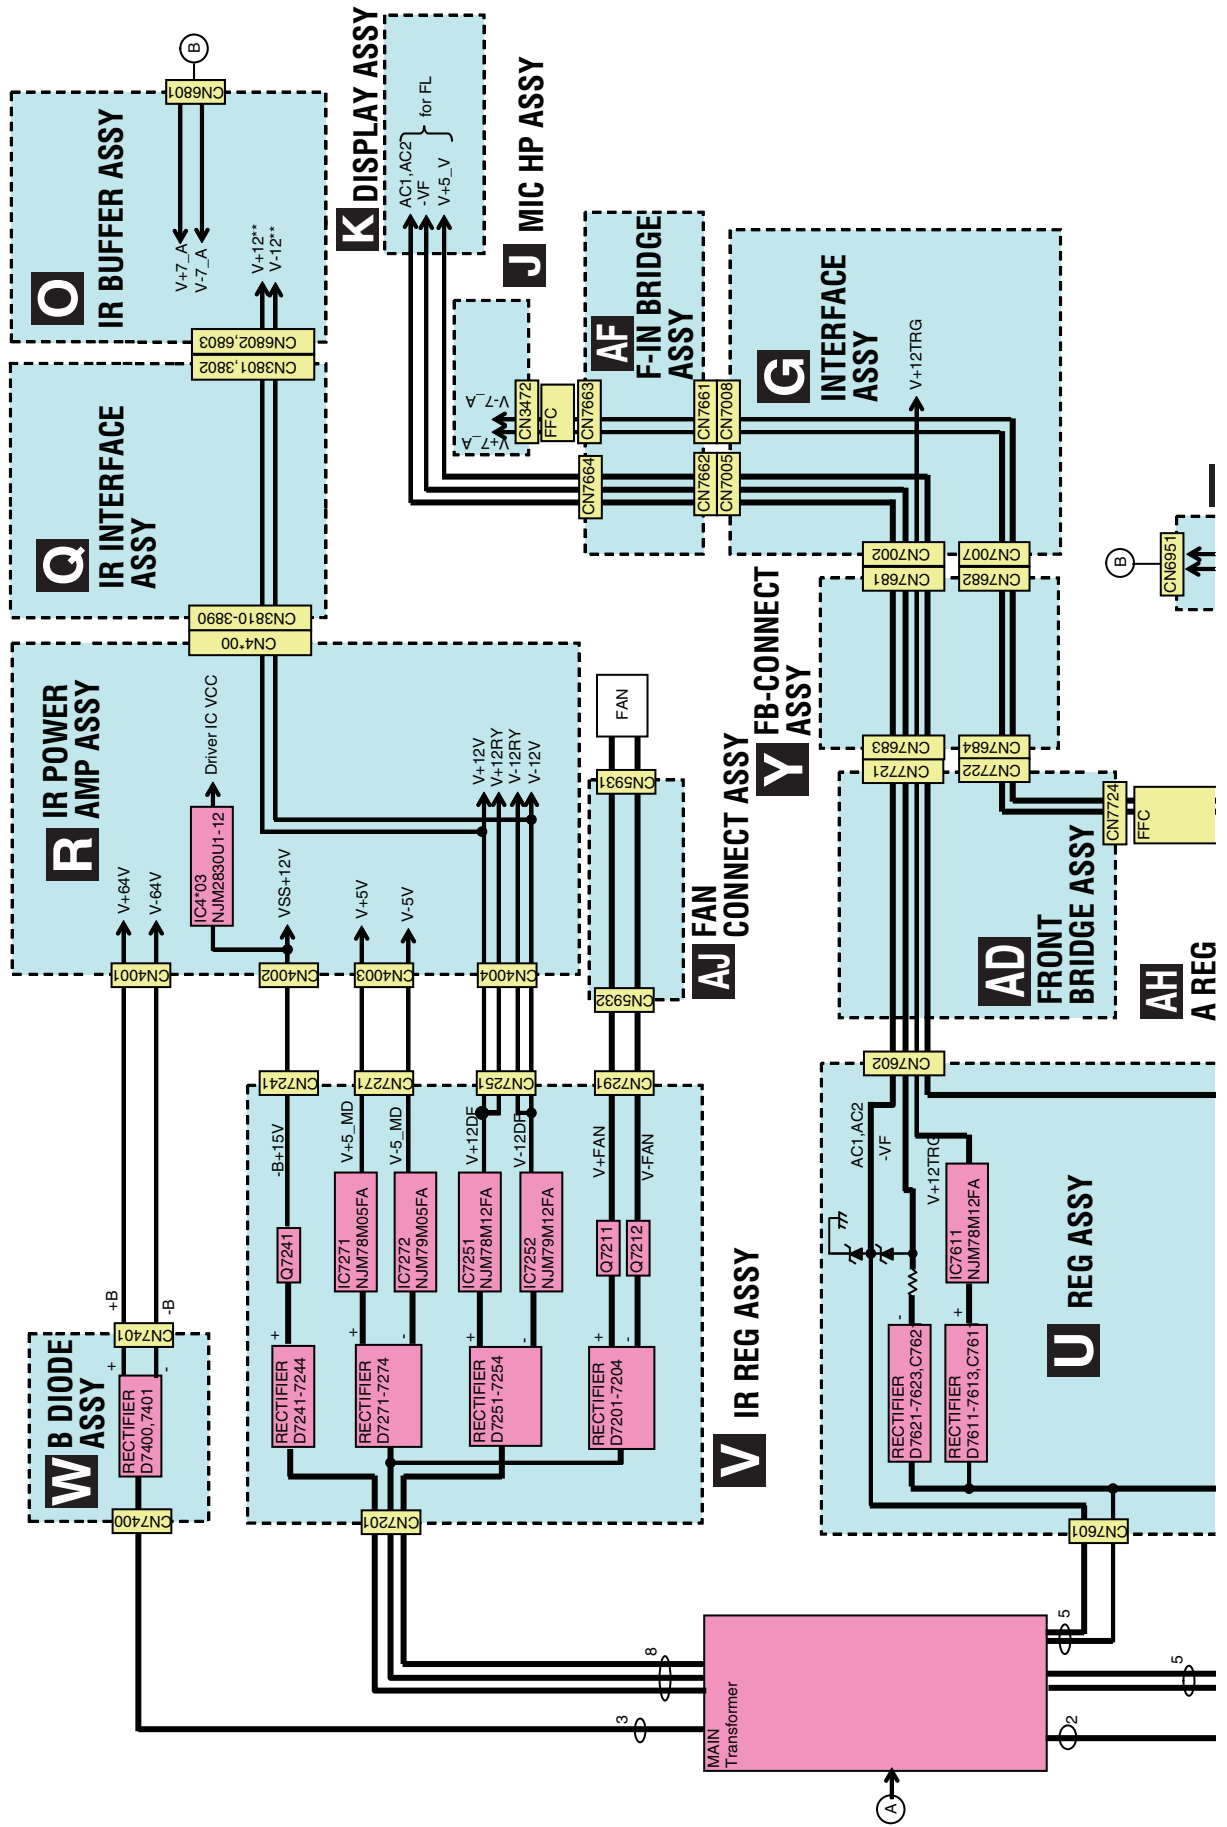 W
B DIODE
ASSY
CN7400
RECTIFIER
D7400,7401
+
-
CN7401
+B
-B
R
IR POWER
AMP ASSY
CN4001
V+64V
V-64V
IC4*03
NJM2830U1-12
Driver IC VCC
CN4002
VSS+12V
CN4003
V+5V
V-5V
CN4004
V+12V
V+12RY
V-12RY
V-12V
CN4*00
Q
IR INTERFACE
ASSY
CN3810-3890
CN3801,3802
O
IR BUFFER ASSY
CN6802,6803
V+12**
V-12**
V+7_A
V-7_A
CN6801
B
V
IR REG ASSY
CN7201
RECTIFIER
D7241-7244
+
Q7241
-B+15V
CN7241
RECTIFIER
D7271-7274
+
-
IC7271
NJM78M05FA
IC7272
NJM79M05FA
V+5_MD
V-5_MD
CN7271
RECTIFIER
D7251-7254
+
-
IC7251
NJM78M12FA
IC7252
NJM79M12FA
V+12DF
V-12DF
CN7251
RECTIFIER
D7201-7204
+
-
Q7211
Q7212
V+FAN
V-FAN
CN7291
AJ
FAN
CONNECT ASSY
CN5932
CN5931
FAN
K
DISPLAY ASSY
AC1,AC2
-VF
V+5_V
for FL
J
MIC HP ASSY
V+7_A
V-7_A
CN3472
FFC
AF
F-IN BRIDGE
ASSY
CN7663
CN7664
CN7661
CN7662
G
INTERFACE
ASSY
CN7008
CN7005
V+12TRG
CN7002
CN7007
Y
FB-CONNECT
ASSY
CN7681
CN7682
CN7683
CN7684
AD
FRONT
BRIDGE ASSY
CN7721
CN7722
CN7724
FFC
AH
A REG
CN6951
B
U
REG ASSY
CN7602
AC1,AC2
-VF
V+12TRG
IC7611
NJM78M12FA
RECTIFIER
D7621-7623,C762
-
RECTIFIER
D7611-7613,C761
+
CN7601
MAIN
Transformer
A
3
8
5
5
2